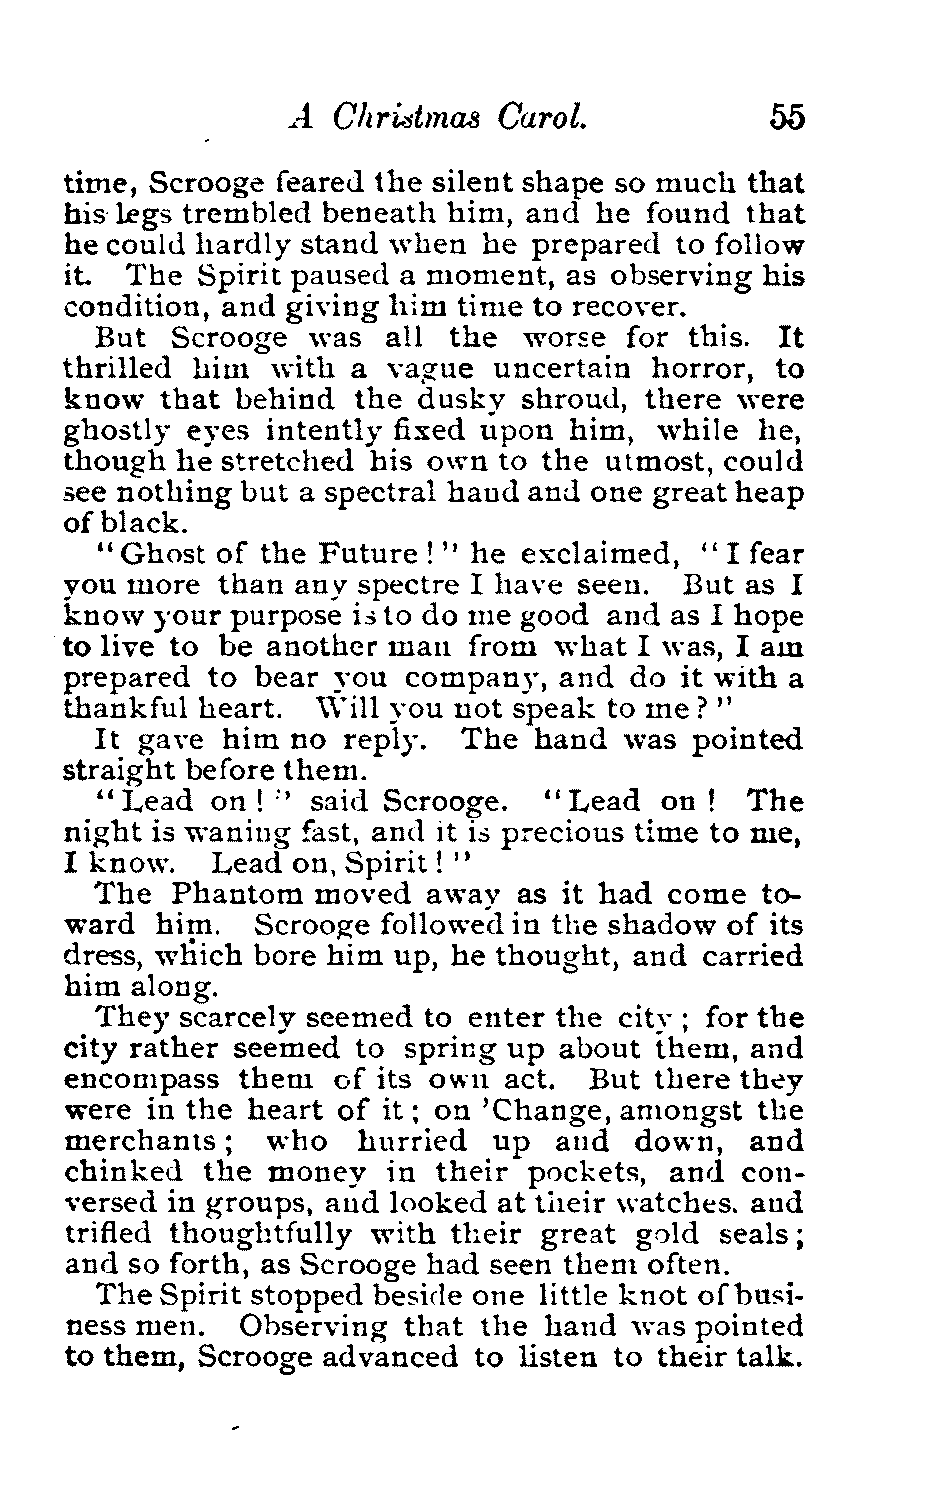 A Christmas Carol. 55
time, Scrooge feared the silent shape so much that
his legs trembled beneath him, and he found that
he could hardly stand when he prepared to follow
it. The Spirit paused a moment, as observing his
condition, and giving him time to recover.
But Scrooge was all the worse for this. It
thrilled him with a vague uncertain horror, to
know that behind the dusky shroud, there were
ghostly eyes intently fixed upon him, while he,
though he stretched his own to the utmost, could
see nothing but a spectral hand and one great heap
of black.
"Ghost of the Future!" he exclaimed, "I fear
you more than any spectre I have seen. But as I
know your purpose is to do me good and as I hope
to live to be another man from what I was, I am
prepared to bear you company, and do it with a
thankful heart. Will you not speak to me?"
It gave him no reply. The hand was pointed
straight before them.
"Lead on!" said Scrooge. "Lead on! The
night is waning fast, and it is precious time to me,
I know. Lead on, Spirit!"
The Phantom moved away as it had come to-
ward him. Scrooge followed in the shadow of its
dress, which bore him up, he thought, and carried
him along.
They scarcely seemed to enter the city; for the
city rather seemed to spring up about them, and
encompass them of its own act. But there they
were in the heart of it; on 'Change, amongst the
merchants; who hurried up and down, and
chinked the money in their pockets, and con-
versed in groups, and looked at their watches. and
trifled thoughtfully with their great gold seals;
and so forth, as Scrooge had seen them often.
The Spirit stopped beside one little knot of busi-
ness men. Observing that the hand was pointed
to them, Scrooge advanced to listen to their talk.